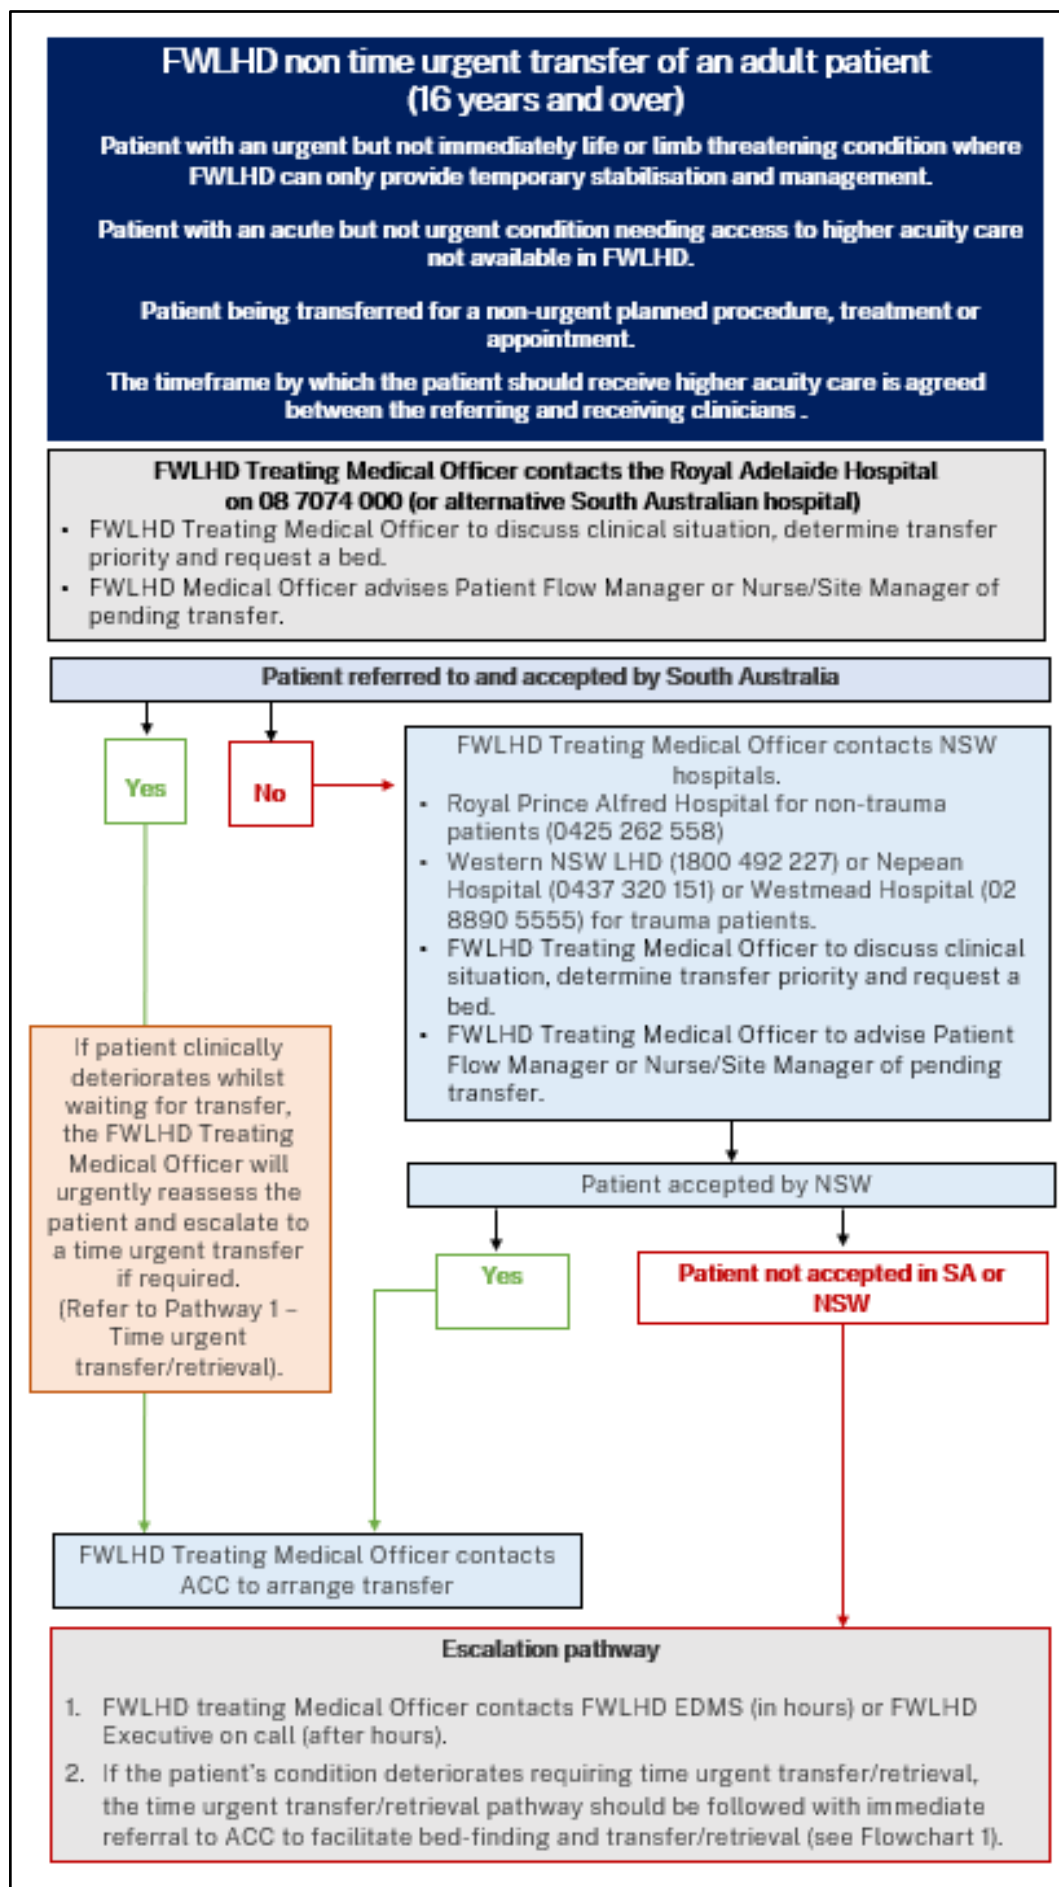 FWLHD non time urgent transfer of an adult patient
(16 years and over)
Patient with an urgent but not immediately life or limb threatening condition where
FWLHD can only provide temporary stabilisation and management.
Patient with an acute but not urgent condition needing access to higher acuity care
not available in FWLHD.
Patient being transferred for a non-urgent planned procedure, treatment or
appointment.
The timeframe by which the patient should receive higher acuity care is agreed
between the referring and receiving clinicians .
FWLHD Treating Medical Officer contacts the Royal Adelaide Hospital
on 08 7074 000 (or alternative South Australian hospital)
▪ FWLHD Treating Medical Officer to discuss clinical situation, determine transfer
priority and request a bed.
▪ FWLHD Medical Officer advises Patient Flow Manager or Nurse/Site Manager of
pending transfer.
Patient referred to and accepted by South Australia
Yes
No
FWLHD Treating Medical Officer contacts NSW
hospitals.
▪ Royal Prince Alfred Hospital for non-trauma
patients (0425 262 558)
▪ Western NSW LHD (1800 492 227) or Nepean
Hospital (0437 320 151) or Westmead Hospital (02
8890 5555) for trauma patients.
▪ FWLHD Treating Medical Officer to discuss clinical
situation, determine transfer priority and request a
bed.
▪ FWLHD Treating Medical Officer to advise Patient
Flow Manager or Nurse/Site Manager of pending
transfer.
If patient clinically
deteriorates whilst
waiting for transfer,
the FWLHD Treating
Medical Officer will
urgently reassess the
patient and escalate to
a time urgent transfer
if required.
(Refer to Pathway 1 –
Time urgent
transfer/retrieval).
Patient accepted by NSW
Yes
Patient not accepted in SA or
NSW
FWLHD Treating Medical Officer contacts
ACC to arrange transfer
Escalation pathway
1. FWLHD treating Medical Officer contacts FWLHD EDMS (in hours) or FWLHD
Executive on call (after hours).
2. If the patient's condition deteriorates requiring time urgent transfer/retrieval,
the time urgent transfer/retrieval pathway should be followed with immediate
referral to ACC to facilitate bed-finding and transfer/retrieval (see Flowchart 1).